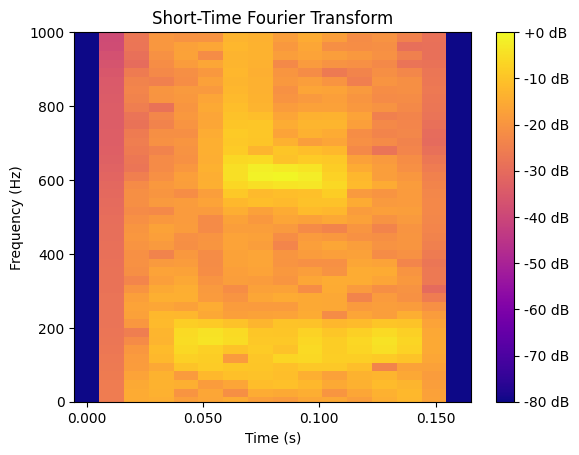 Short-Time Fourier Transform
1000
800
600
400
200
0
Frequency (Hz)
0.000
0.050
0.100
0.150
Time (s)
+0 dB
-10 dB
-20 dB
-30 dB
-40 dB
-50 dB
-60 dB
-70 dB
-80 dB